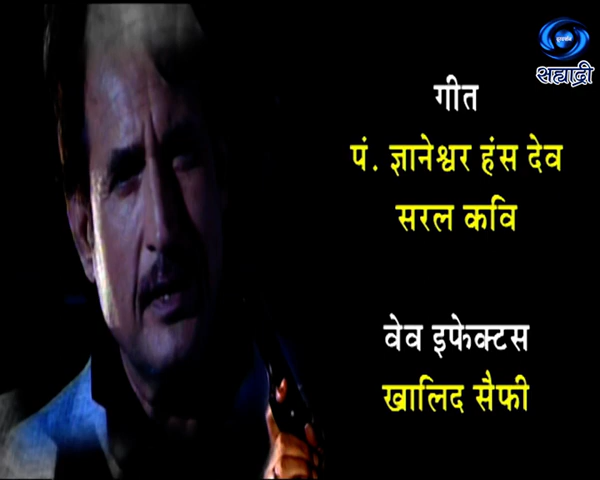 सह्याद्री
गीत
पं. ज्ञानेश्वर हंस देव
सरल कवि
वेव इफेक्टस
खालिद सैफी